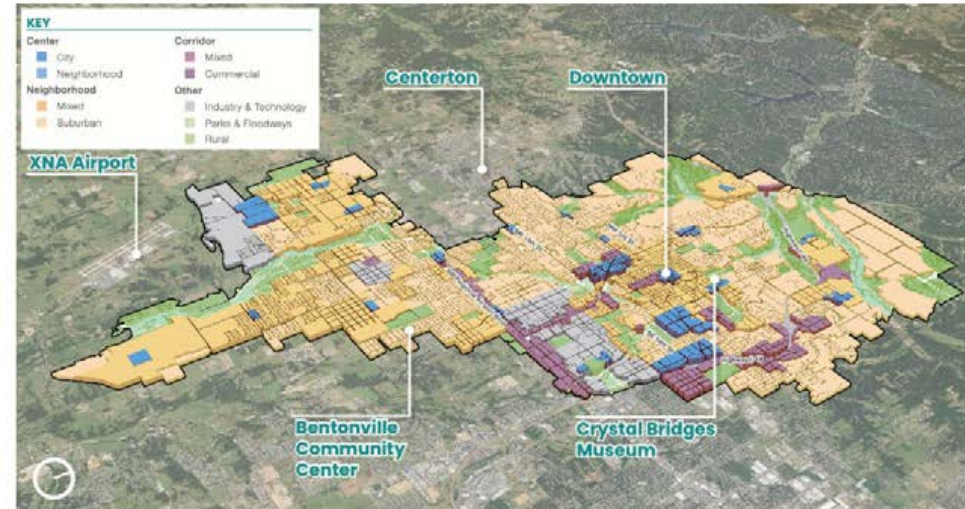 KEY
Center
City
Neighborhood
Neighborhood
Mixed
Suburban
Corridor
Mixed
Commercial
Other
Industry & Technology
Parks & Floodways
Rural
Centerton
Downtown
XNA Airport
Bentonville
Community
Center
Crystal Bridges
Museum